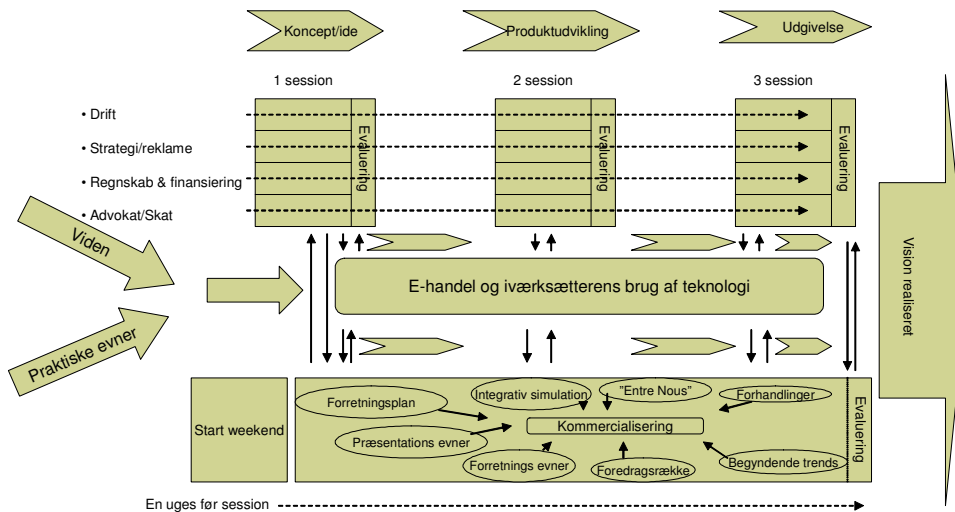 Koncept/ide
Produktudvikling
Udgivelse
1 session
2 session
3 session
• Drift
• Strategi/reklame
• Regnskab & finansiering
• Advokat/Skat
Evaluering
Evaluering
Evaluering
Viden
Praktiske evner
E-handel og iværksætterens brug af teknologi
Vision realiseret
Start weekend
Forretningsplan
Integrativ simulation
"Entre Nous"
Forhandlinger
Præsentations evner
Kommercialisering
Forretnings evner
Foredragsrække
Begyndende trends
Evaluering
En uges før session